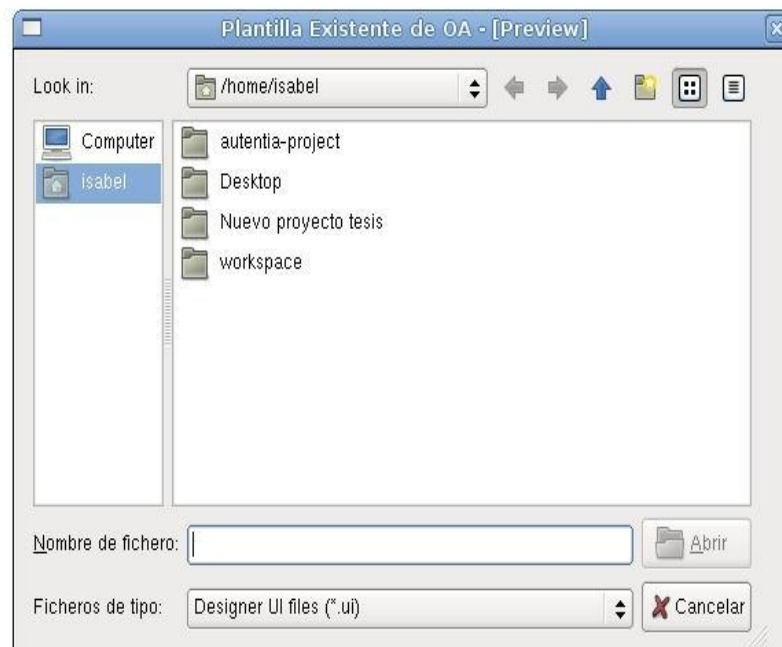 Plantilla Existente de OA - [Preview]
Look in:
/home/isabel
Computer
isabel
autentia-project
Desktop
Nuevo proyecto tesis
workspace
Nombre de fichero:
Abrir
Ficheros de tipo:
Designer UI files (*.ui)
Cancelar